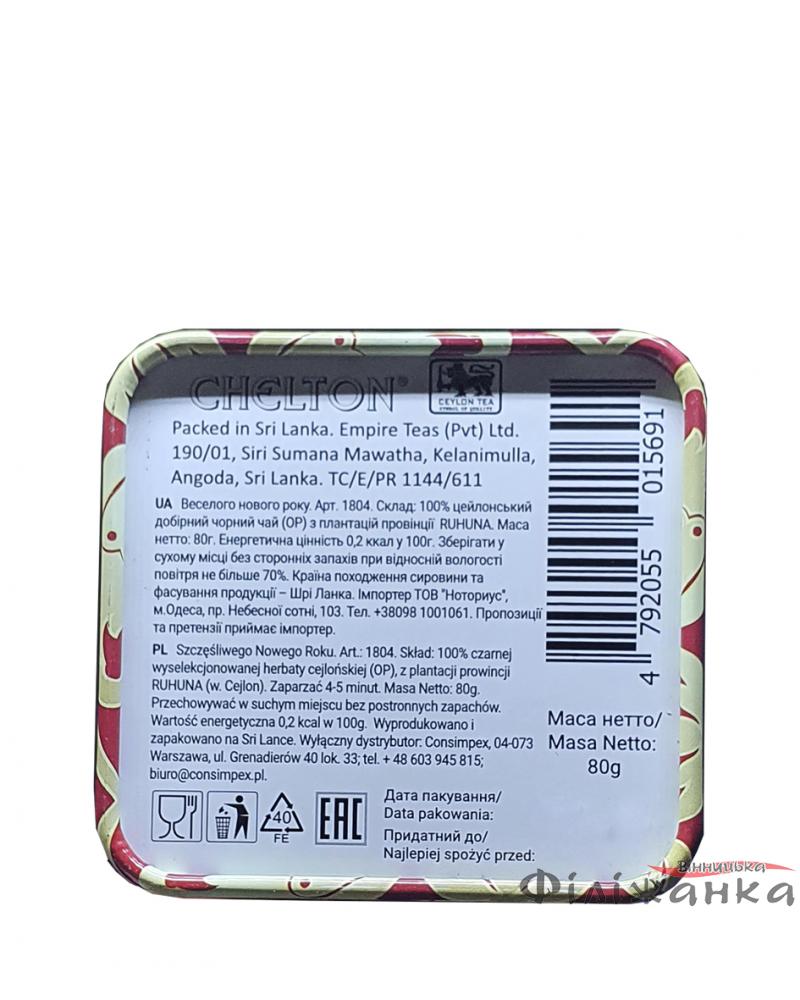 CHELTON®
CEYLON TEA
SYMBOL OF QUALITY
Packed in Sri Lanka. Empire Teas (Pvt) Ltd.
190/01, Siri Sumana Mawatha, Kelanimulla,
Angoda, Sri Lanka. TC/E/PR 1144/611
UA Веселого нового року. Арт. 1804. Склад: 100% цейлонський
добірний чорний чай (ОР) з плантацій провінції RUHUNA. Маса
нетто: 80г. Енергетична цінність 0,2 ккал у 100г. Зберігати у
сухому місці без сторонніх запахів при відносній вологості
повітря не більше 70%. Країна походження сировини та
фасування продукції – Шрі Ланка. Імпортер ТОВ "Ноториус",
м.Одеса, пр. Небесної сотні, 103. Тел. +38098 1001061. Пропозиції
та претензії приймає імпортер.
PL Szczęśliwego Nowego Roku. Art.: 1804. Skład: 100% czarnej
wyselekcjonowanej herbaty cejlońskiej (OP), z plantacji prowincji
RUHUNA (w. Cejlon). Zaparzać 4-5 minut. Masa Netto: 80g.
Przechowywać w suchym miejscu bez postronnych zapachów.
Wartość energetyczna 0,2 kcal w 100g. Wyprodukowano i
zapakowano na Sri Lance. Wyłączny dystrybutor: Consimpex, 04-073
Warszawa, ul. Grenadierów 40 lok. 33; tel. + 48 603 945 815;
biuro@consimpex.pl.
40
FE
EAC
Дата пакування/
Data pakowania:
Придатний до/
Najlepiej spożyć przed:
4 792055 015691
Маса нетто/
Masa Netto:
80g
Вінницька
Філіжанка